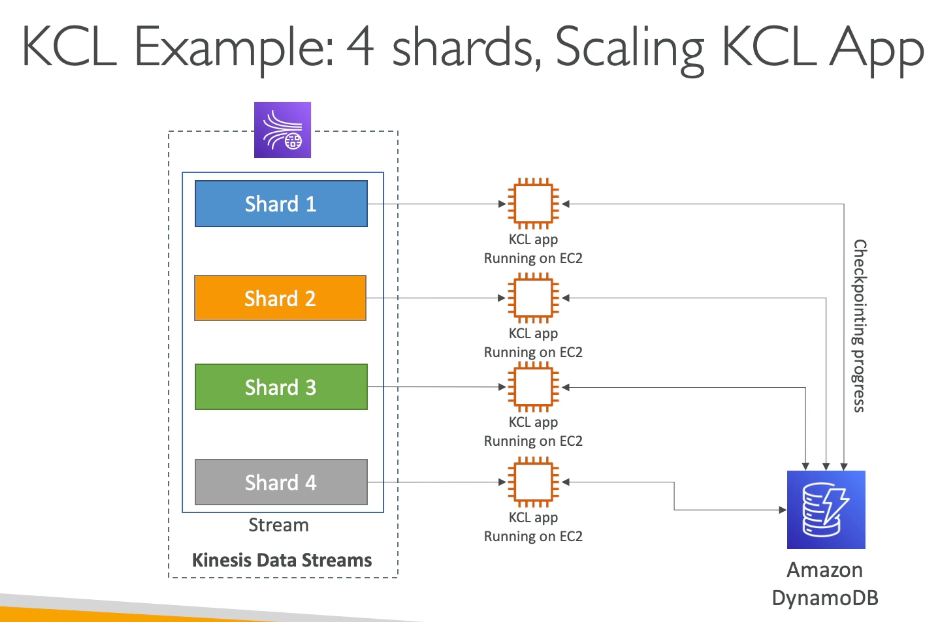 KCL Example: 4 shards, Scaling KCL App
Shard 1
KCL app
Running on EC2
Shard 2
KCL app
Running on EC2
Shard 3
KCL app
Running on EC2
Shard 4
KCL app
Running on EC2
Stream
Kinesis Data Streams
Checkpointing progress
Amazon
DynamoDB